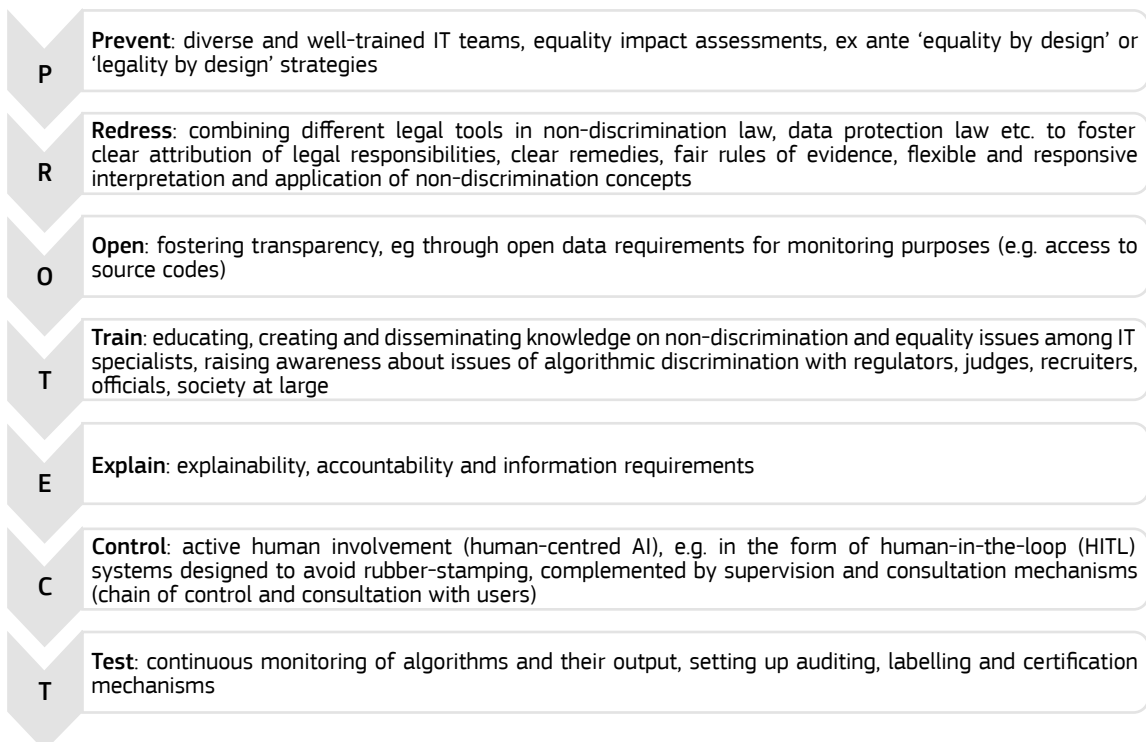 P
Prevent: diverse and well-trained IT teams, equality impact assessments, ex ante ‘equality by design’ or
‘legality by design’ strategies
R
Redress: combining different legal tools in non-discrimination law, data protection law etc. to foster
clear attribution of legal responsibilities, clear remedies, fair rules of evidence, flexible and responsive
interpretation and application of non-discrimination concepts
O
Open: fostering transparency, eg through open data requirements for monitoring purposes (e.g. access to
source codes)
T
Train: educating, creating and disseminating knowledge on non-discrimination and equality issues among IT
specialists, raising awareness about issues of algorithmic discrimination with regulators, judges, recruiters,
officials, society at large
E
Explain: explainability, accountability and information requirements
C
Control: active human involvement (human-centred AI), e.g. in the form of human-in-the-loop (HITL)
systems designed to avoid rubber-stamping, complemented by supervision and consultation mechanisms
(chain of control and consultation with users)
T
Test: continuous monitoring of algorithms and their output, setting up auditing, labelling and certification
mechanisms